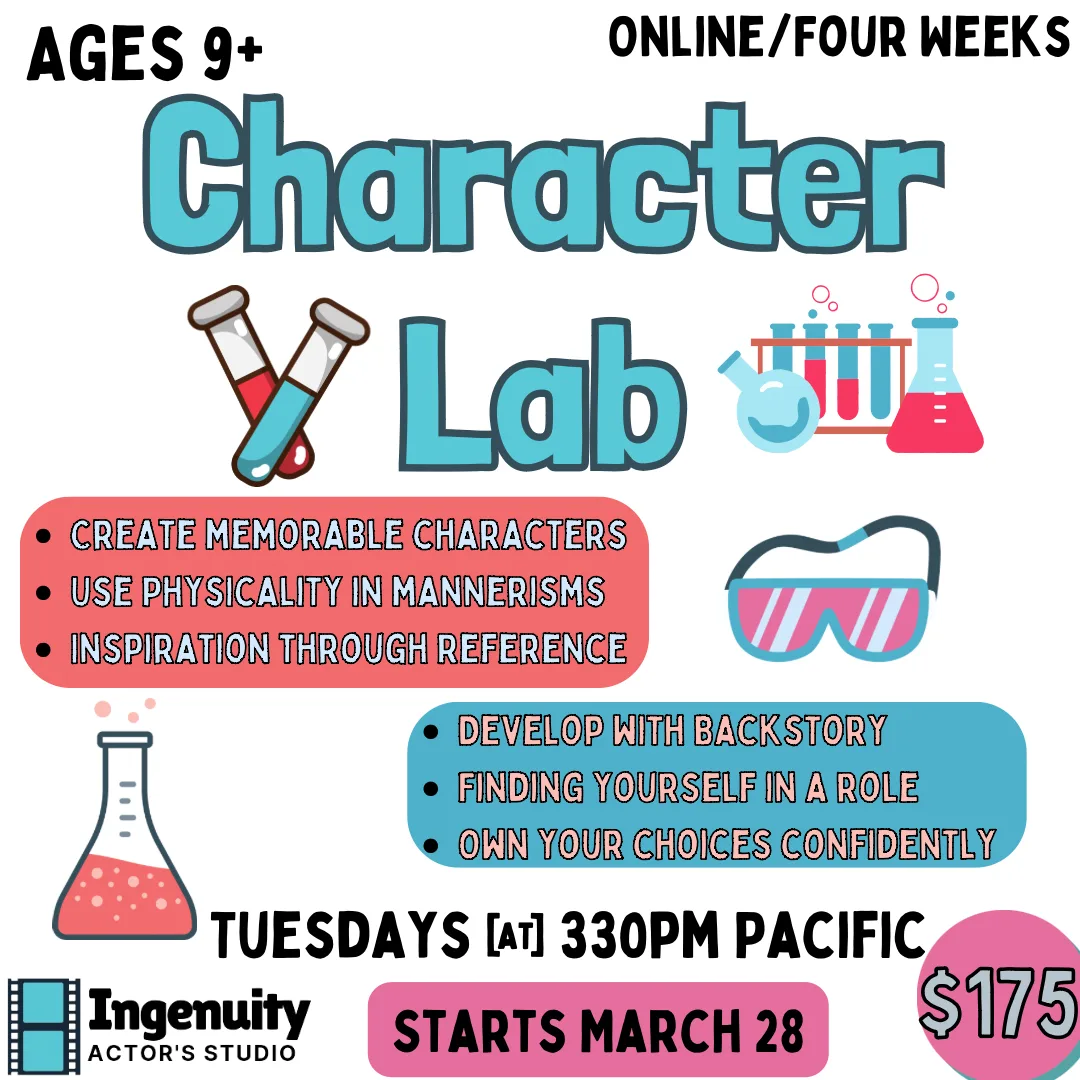 AGES 9+
ONLINE/FOUR WEEKS
Character
Lab
• CREATE MEMORABLE CHARACTERS
• USE PHYSICALITY IN MANNERISMS
• INSPIRATION THROUGH REFERENCE
• DEVELOP WITH BACKSTORY
• FINDING YOURSELF IN A ROLE
• OWN YOUR CHOICES CONFIDENTLY
TUESDAYS [AT] 330PM PACIFIC
$175
Ingenuity
ACTOR'S STUDIO
STARTS MARCH 28